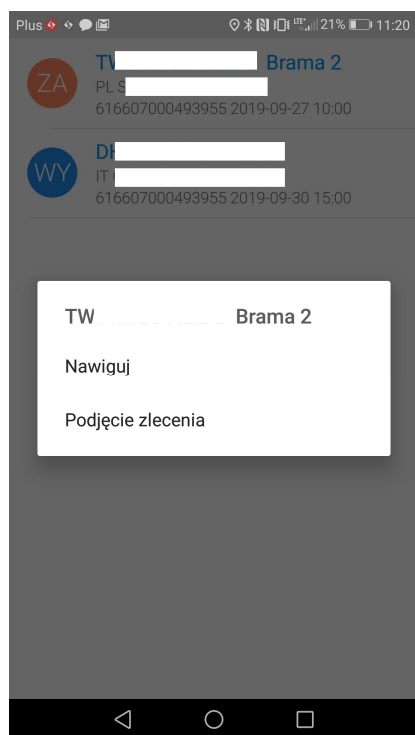 Plus 21% 11:20
ZA
Brama 2
PL S
616607000493955 2019-09-27 10:00
WY
DH
IT
616607000493955 2019-09-30 15:00
TW Brama 2
Nawiguj
Podjęcie zlecenia